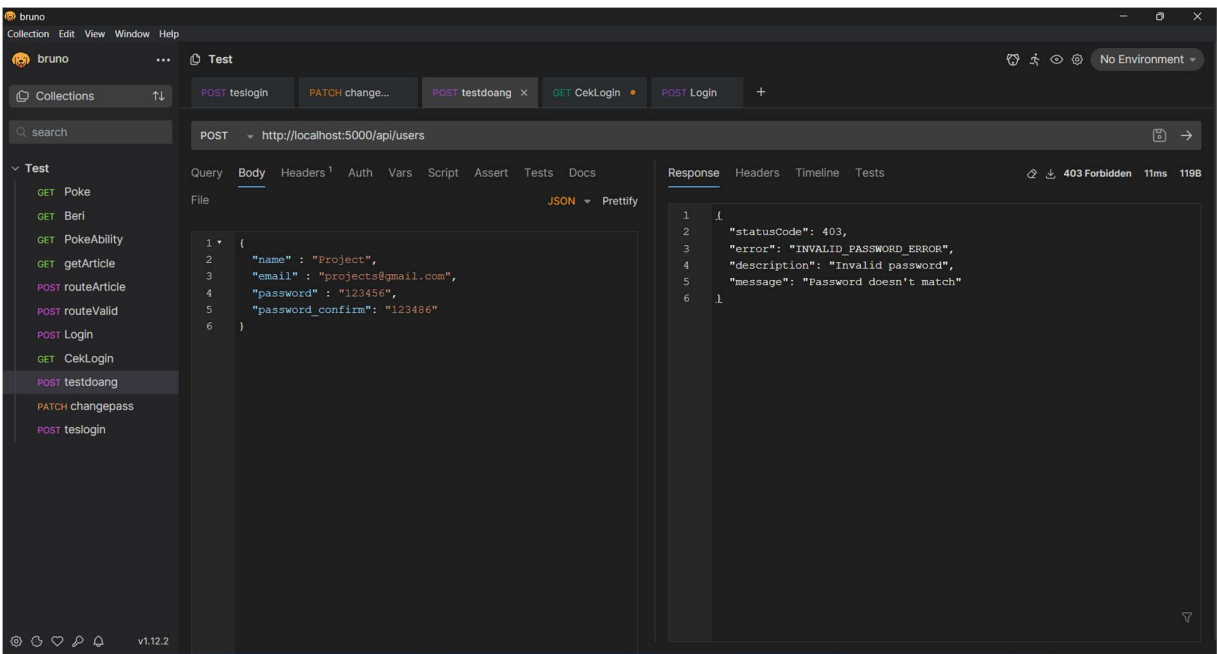 bruno
Collection Edit View Window Help
bruno
Test
No Environment
Collections
POST teslogin
PATCH change...
POST testdoang
GET CekLogin
POST Login
search
POST
http://localhost:5000/api/users
Test
GET Poke
GET Beri
GET PokeAbility
GET getArticle
POST routeArticle
POST routeValid
POST Login
GET CekLogin
POST testdoang
PATCH changepass
POST teslogin
v1.12.2
Query Body Headers 1 Auth Vars Script Assert Tests Docs
File
JSON Prettify
1 {
2 "name" : "Project",
3 "email" : "projects@gmail.com",
4 "password" : "123456",
5 "password_confirm": "123486"
6 }
Response Headers Timeline Tests
403 Forbidden 11ms 119B
1 {
2 "statusCode": 403,
3 "error": "INVALID_PASSWORD_ERROR",
4 "description": "Invalid password",
5 "message": "Password doesn't match"
6 }